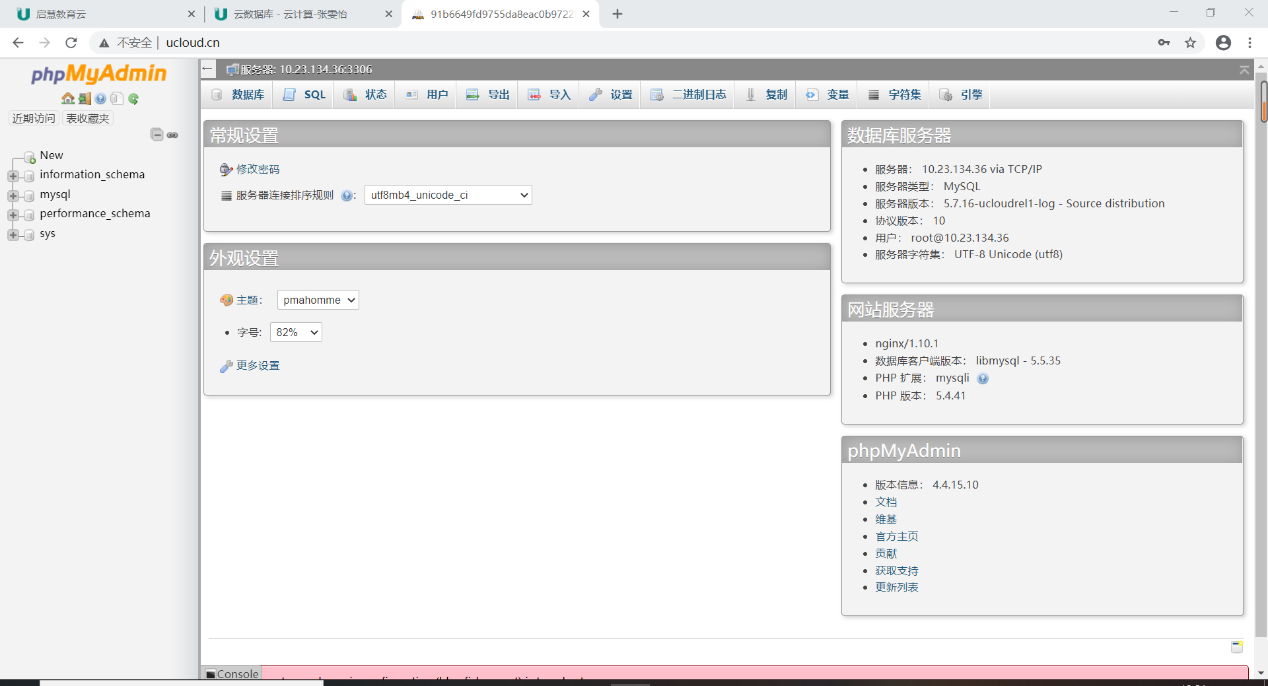 启慧教育云
云数据库 - 云计算-张雯怡
91b6649fd9755da8eac0b9722
不安全 | ucloud.cn
phpMyAdmin
近期访问 表收藏夹
New
information_schema
mysql
performance_schema
sys
服务器: 10.23.134.36:3306
数据库 SQL 状态 用户 导出 导入 设置 二进制日志 复制 变量 字符集 引擎
常规设置
修改密码
服务器连接排序规则 : utf8mb4_unicode_ci
外观设置
主题: pmahomme
字号: 82%
更多设置
数据库服务器
服务器: 10.23.134.36 via TCP/IP
服务器类型: MySQL
服务器版本: 5.7.16-ucloudrel1-log - Source distribution
协议版本: 10
用户: root@10.23.134.36
服务器字符集: UTF-8 Unicode (utf8)
网站服务器
nginx/1.10.1
数据库客户端版本: libmysql - 5.5.35
PHP 扩展: mysqli
PHP 版本: 5.4.41
phpMyAdmin
版本信息: 4.4.15.10
文档
维基
官方主页
贡献
获取支持
更新列表
Console